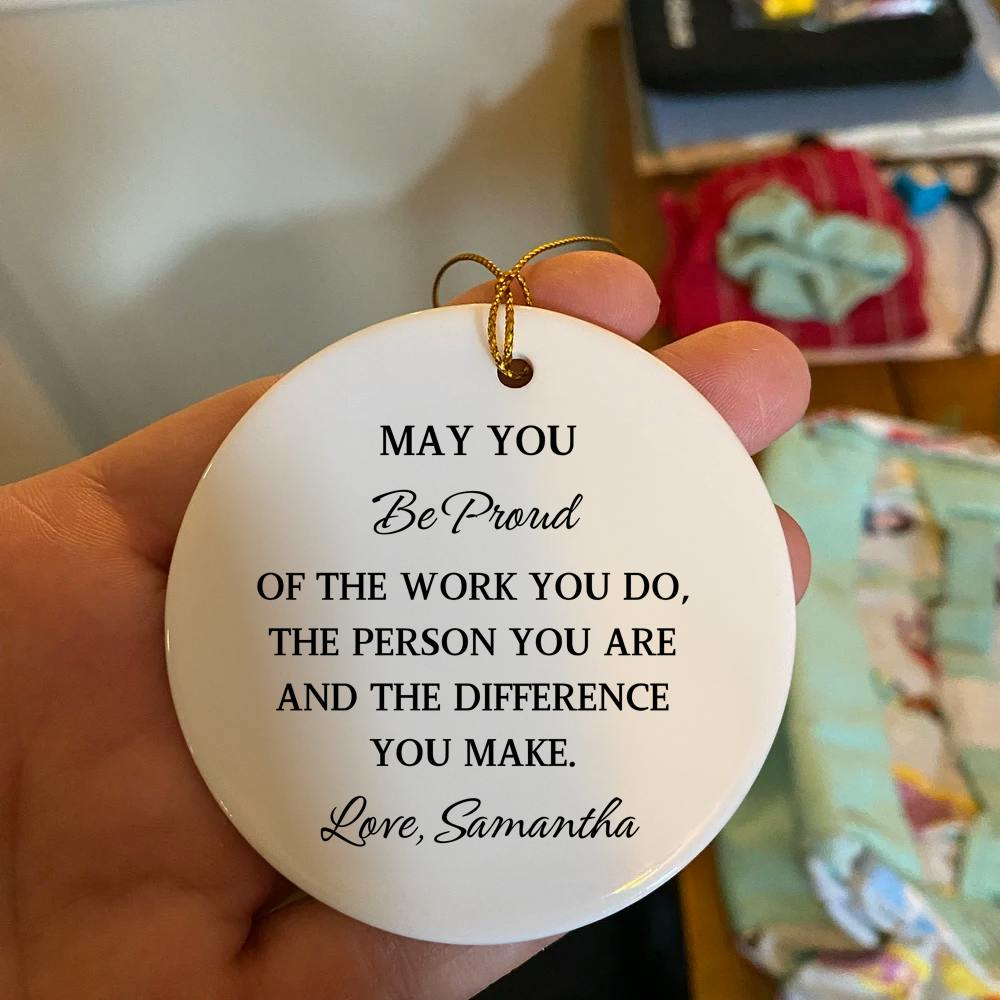 MAY YOU
Be Proud
OF THE WORK YOU DO,
THE PERSON YOU ARE
AND THE DIFFERENCE
YOU MAKE.
Love, Samantha